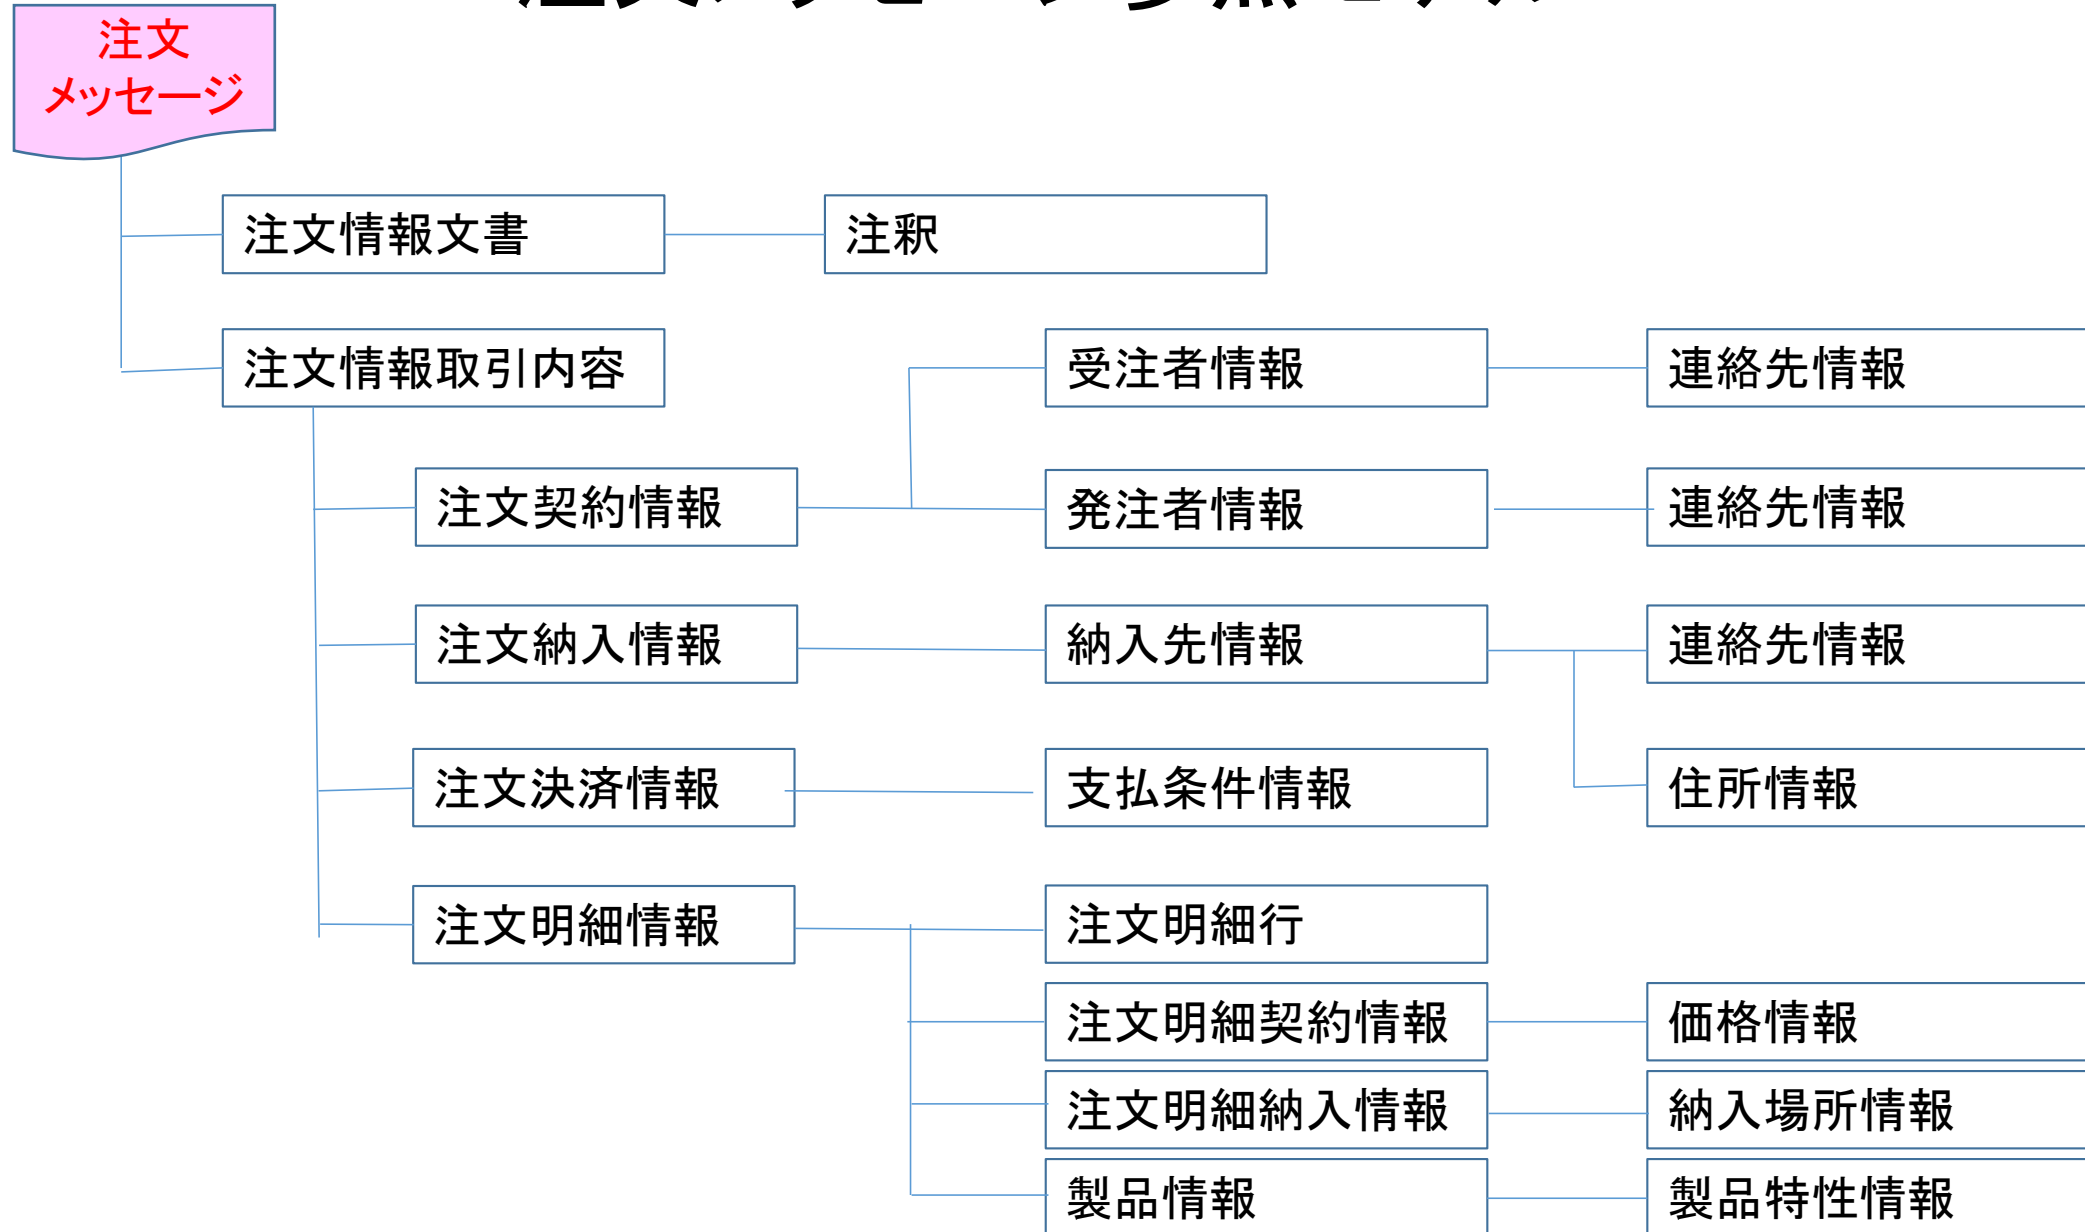 注文
メッセージ
注文情報文書
注釈
注文情報取引内容
受注者情報
連絡先情報
注文契約情報
発注者情報
連絡先情報
注文納入情報
納入先情報
連絡先情報
注文決済情報
支払条件情報
住所情報
注文明細情報
注文明細行
注文明細契約情報
価格情報
注文明細納入情報
納入場所情報
製品情報
製品特性情報